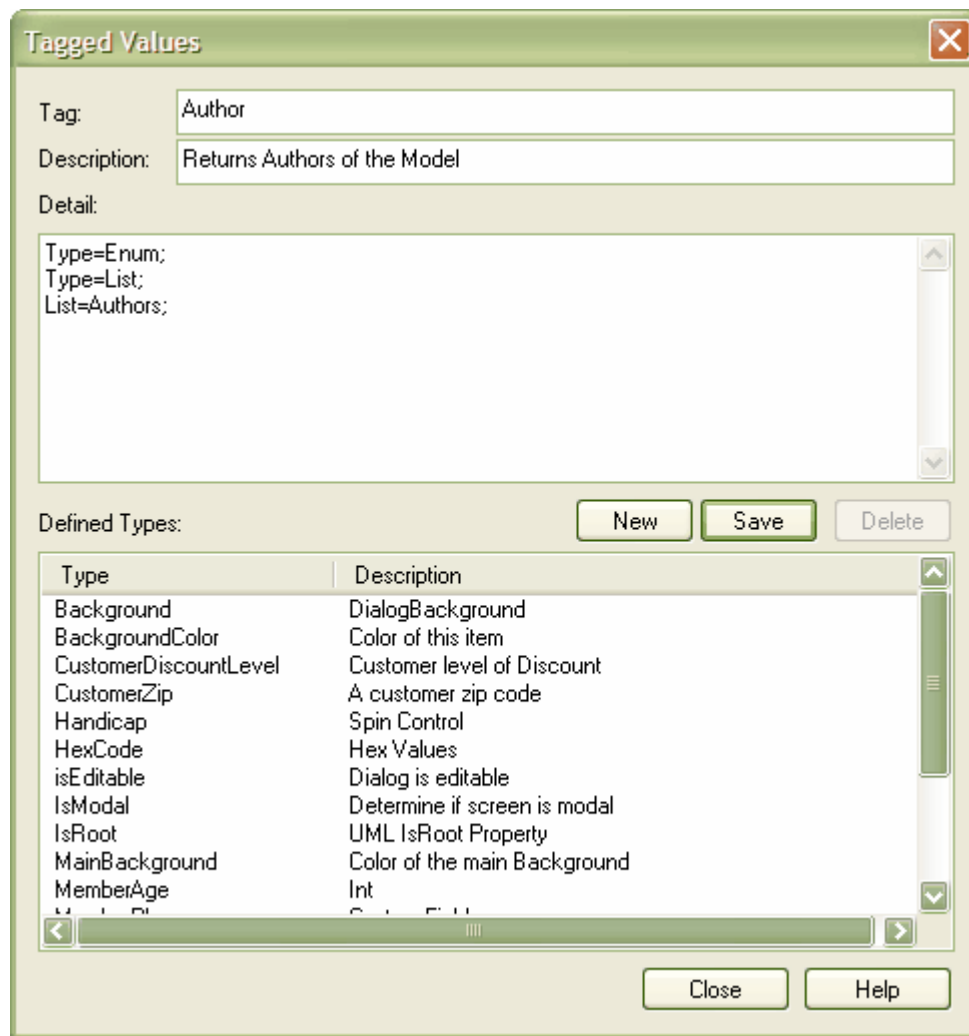 Tagged Values
Tag: Author
Description: Returns Authors of the Model
Detail:
Type=Enum;
Type=List;
List=Authors;
Defined Types: New Save Delete
Type Description
Background DialogBackground
BackgroundColor Color of this item
CustomerDiscountLevel Customer level of Discount
CustomerZip A customer zip code
Handicap Spin Control
HexCode Hex Values
isEditable Dialog is editable
IsModal Determine if screen is modal
IsRoot UML IsRoot Property
MainBackground Color of the main Background
MemberAge Int
Close Help